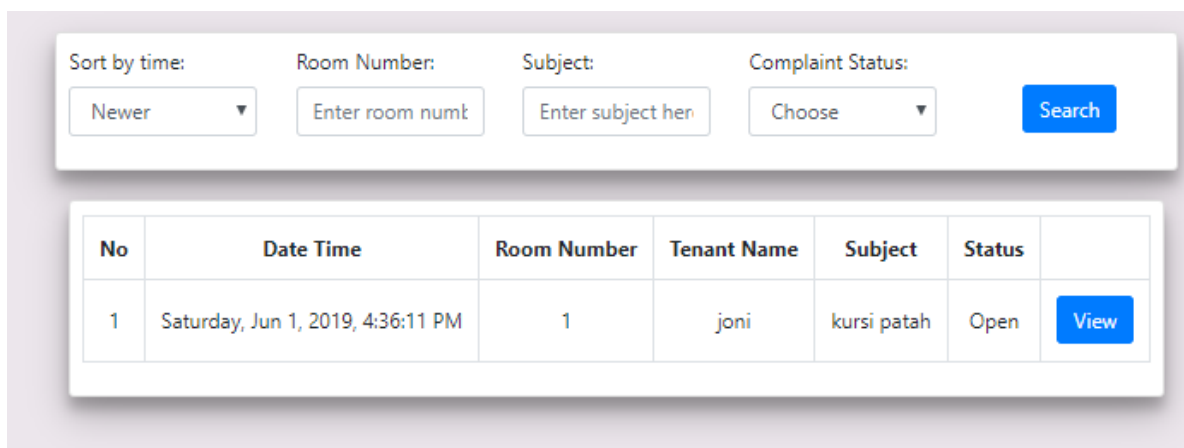 Sort by time: Room Number: Subject: Complaint Status:
Newer Enter room numb Enter subject her Choose Search
No Date Time Room Number Tenant Name Subject Status
1 Saturday, Jun 1, 2019, 4:36:11 PM 1 joni kursi patah Open View